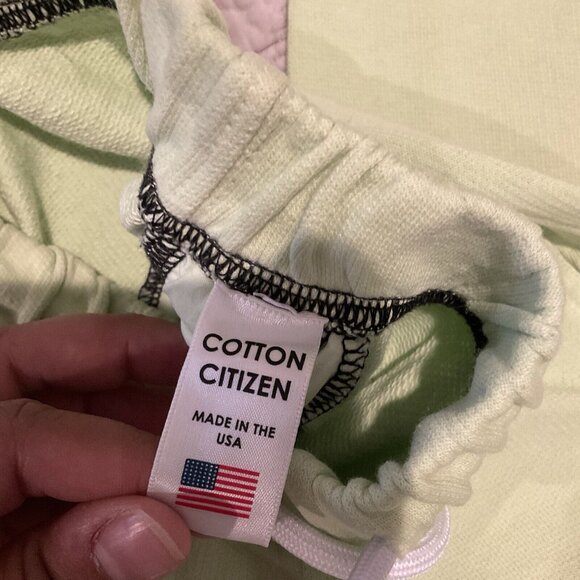 COTTON
CITIZEN
MADE IN THE
USA